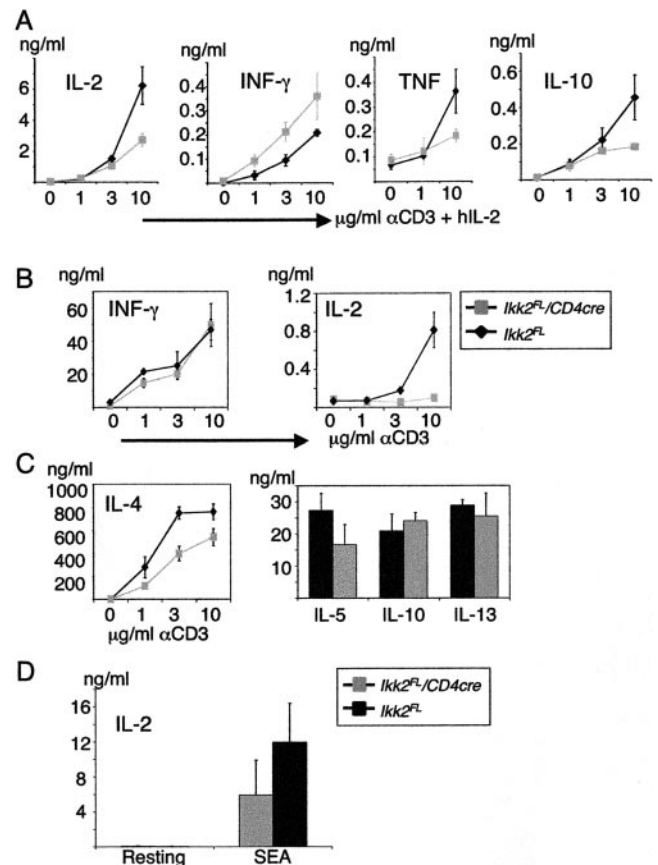 A
ng/ml ng/ml ng/ml ng/ml
IL-2 INF-γ TNF IL-10
6 0.4 0.4 0.6
4 0.3 0.3 0.4
2 0.2 0.2 0.2
0.1 0.1
0 1 3 10 0 1 3 10 0 1 10 0 1 3 10
μg/ml αCD3 + hIL-2
B
ng/ml ng/ml
INF-γ IL-2
60 1.2
40 0.8
20 0.4
0 1 3 10 0 1 3 10
μg/ml αCD3
Ikk2FL/CD4cre
Ikk2FL
C
ng/ml ng/ml
IL-4
1000 30
800 20
600 10
400
200
0 1 3 10
μg/ml αCD3
IL-5 IL-10 IL-13
D
ng/ml
IL-2
16
12
8
4
Resting SEA
Ikk2FL/CD4cre
Ikk2FL